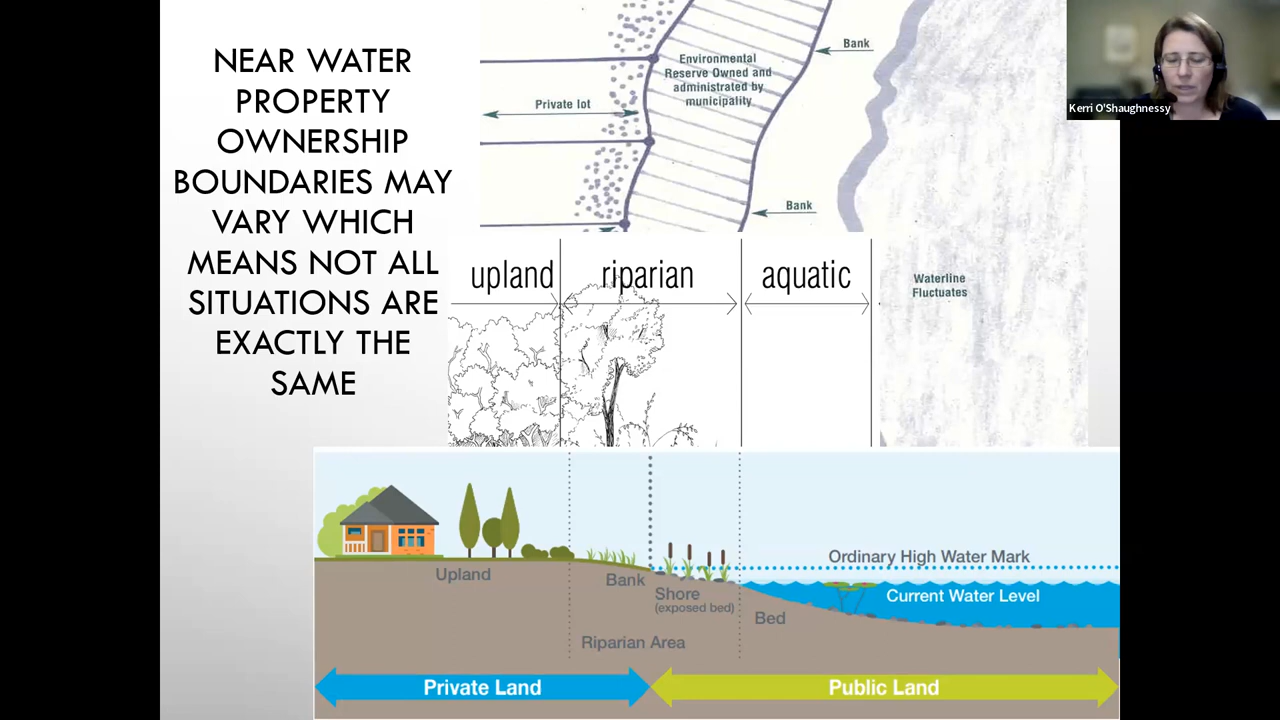 NEAR WATER
PROPERTY
OWNERSHIP
BOUNDARIES MAY
VARY WHICH
MEANS NOT ALL
SITUATIONS ARE
EXACTLY THE
SAME
Private lot
Environmental
Reserve Owned and
administrated by
municipality
Bank
Bank
Kerri O'Shaughnessy
upland
riparian
aquatic
Waterline
Fluctuates
Ordinary High Water Mark
Current Water Level
Upland
Bank
Shore
(exposed bed)
Bed
Riparian Area
Private Land
Public Land